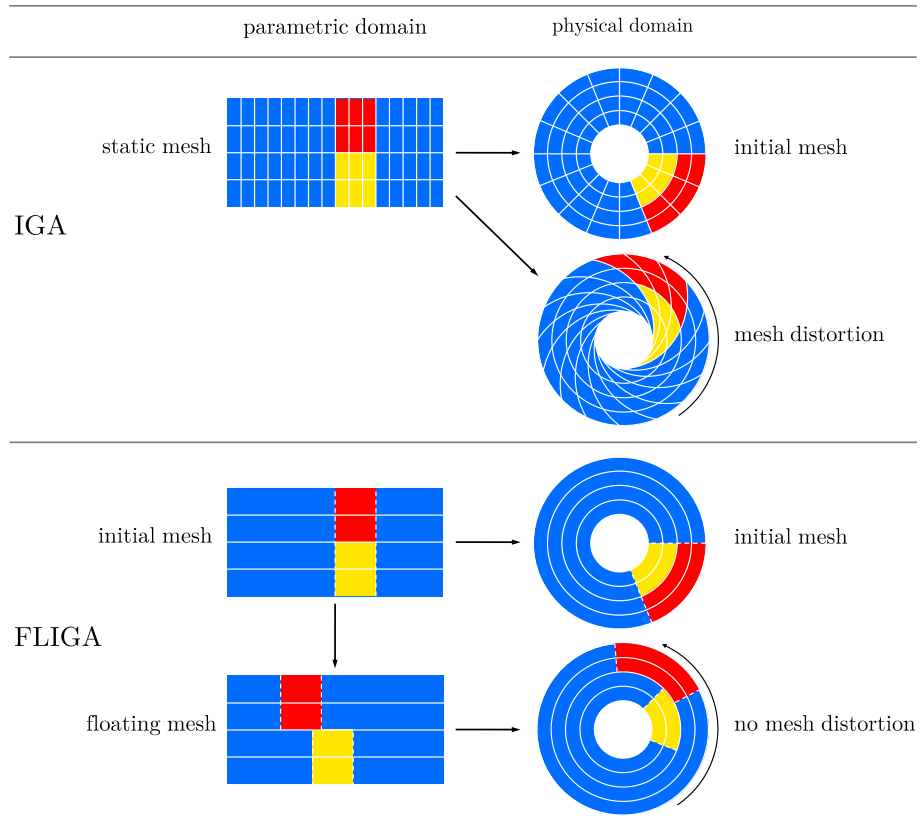 parametric domain
physical domain
static mesh
initial mesh
IGA
mesh distortion
initial mesh
initial mesh
FLIGA
floating mesh
no mesh distortion